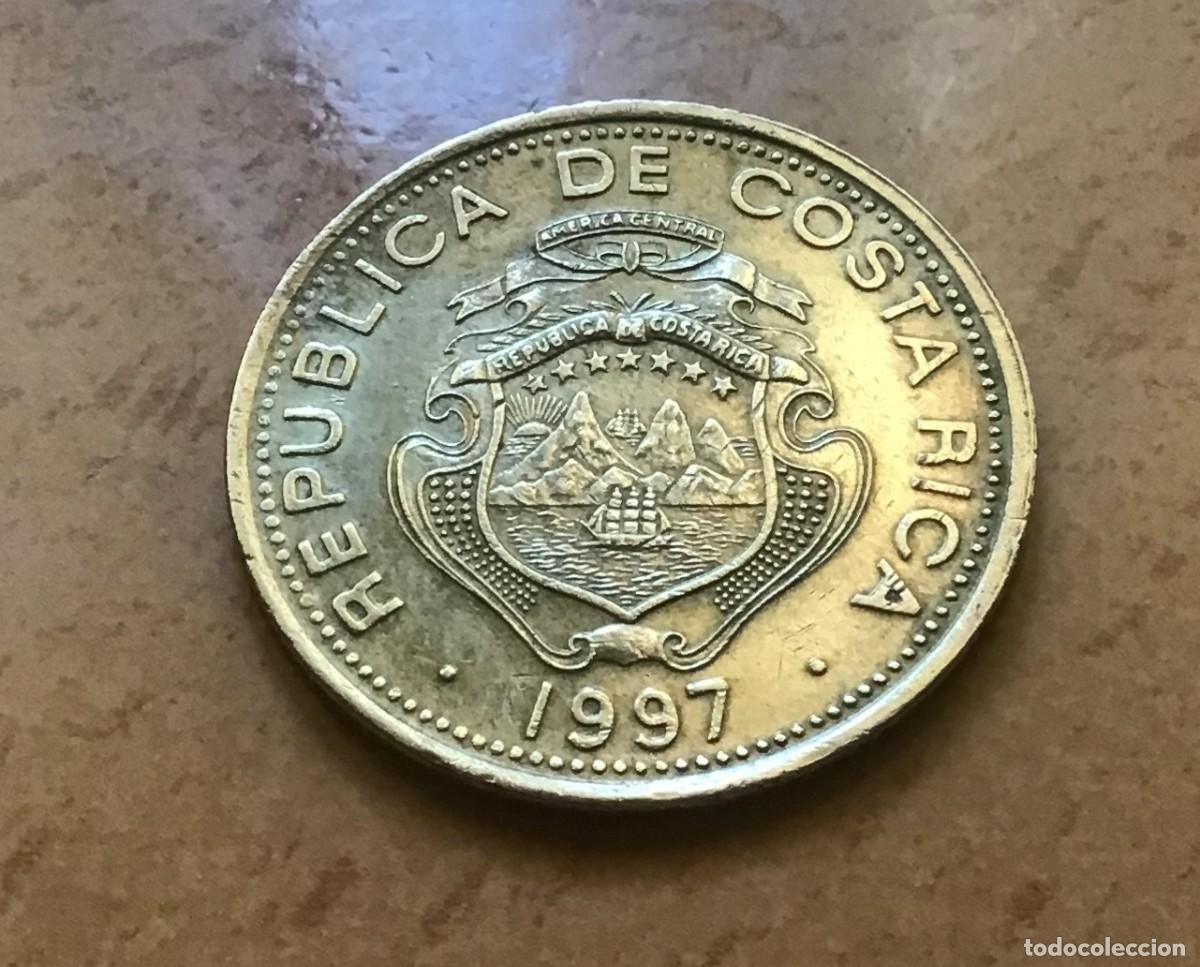 REPUBLICA DE COSTA RICA
AMERICA CENTRAL
REPUBLICA DE COSTA RICA
· 1997 ·
todocoleccion